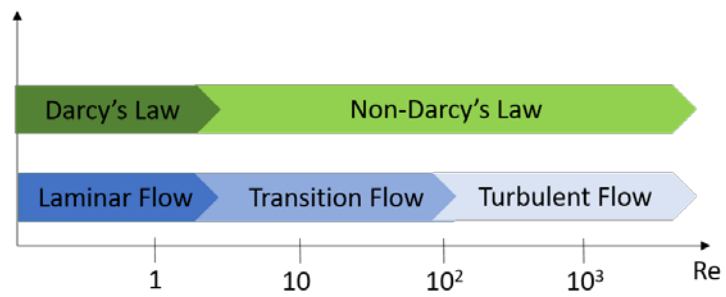 Darcy's Law Non-Darcy's Law
Laminar Flow Transition Flow Turbulent Flow
1 10 10² 10³ Re